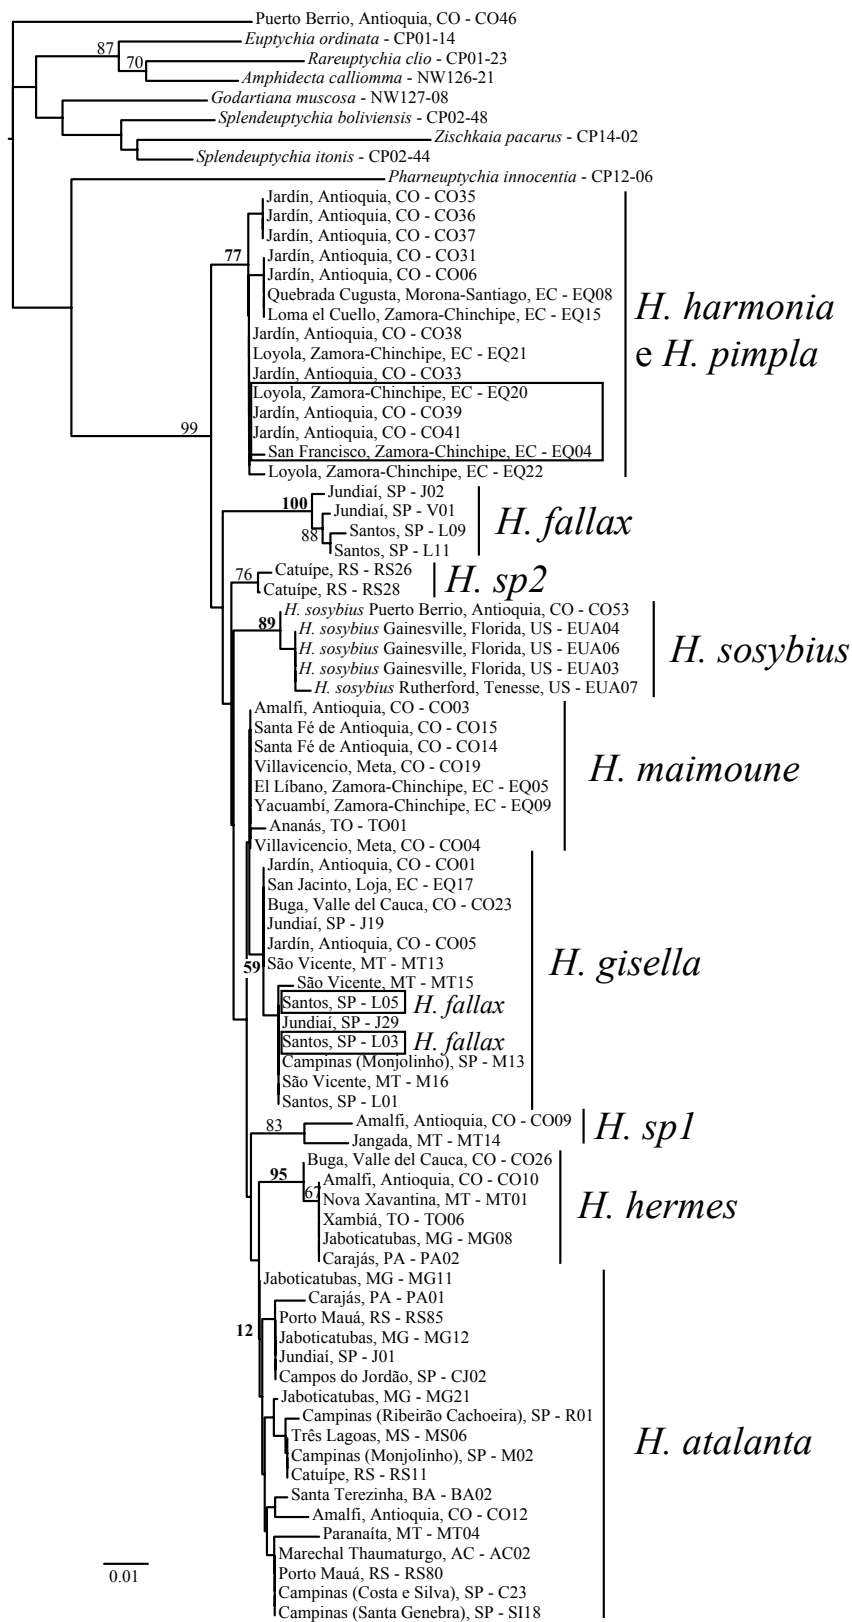 Puerto Berrio, Antioquia, CO - CO46
Euptychia ordinata - CP01-14
87
Rareuptychia clio - CP01-23
70
Amphidecta calliomma - NW126-21
Godartiana muscosa - NW127-08
Splendeuptychia boliviensis - CP02-48
Zischkaia pacarus - CP14-02
Splendeuptychia itonis - CP02-44
Pharneuptychia innocentia - CP12-06
Jardín, Antioquia, CO - CO35
Jardín, Antioquia, CO - CO36
Jardín, Antioquia, CO - CO37
77
Jardín, Antioquia, CO - CO31
Jardín, Antioquia, CO - CO06
Quebrada Cugusta, Morona-Santiago, EC - EQ08
Loma el Cuello, Zamora-Chinchipe, EC - EQ15
H. harmonia
e H. pimpla
Jardín, Antioquia, CO - CO38
Loyola, Zamora-Chinchipe, EC - EQ21
Jardín, Antioquia, CO - CO33
Loyola, Zamora-Chinchipe, EC - EQ20
Jardín, Antioquia, CO - CO39
Jardín, Antioquia, CO - CO41
99
San Francisco, Zamora-Chinchipe, EC - EQ04
Loyola, Zamora-Chinchipe, EC - EQ22
Jundiaí, SP - J02
100
Jundiaí, SP - V01
H. fallax
88
Santos, SP - L09
Santos, SP - L11
76
Catuípe, RS - RS26
H. sp2
Catuípe, RS - RS28
H. sosybius Puerto Berrio, Antioquia, CO - CO53
89
H. sosybius Gainesville, Florida, US - EUA04
H. sosybius Gainesville, Florida, US - EUA06
H. sosybius
H. sosybius Gainesville, Florida, US - EUA03
H. sosybius Rutherford, Tenesse, US - EUA07
Amalfi, Antioquia, CO - CO03
Santa Fé de Antioquia, CO - CO15
Santa Fé de Antioquia, CO - CO14
Villavicencio, Meta, CO - CO19
H. maimoune
El Líbano, Zamora-Chinchipe, EC - EQ05
Yacuambí, Zamora-Chinchipe, EC - EQ09
Ananás, TO - TO01
Villavicencio, Meta, CO - CO04
Jardín, Antioquia, CO - CO01
San Jacinto, Loja, EC - EQ17
Buga, Valle del Cauca, CO - CO23
Jundiaí, SP - J19
Jardín, Antioquia, CO - CO05
59
São Vicente, MT - MT13
H. gisella
São Vicente, MT - MT15
Santos, SP - L05 H. fallax
Jundiaí, SP - J29
Santos, SP - L03 H. fallax
Campinas (Monjolinho), SP - M13
São Vicente, MT - M16
Santos, SP - L01
83
Amalfi, Antioquia, CO - CO09
H. sp1
Jangada, MT - MT14
Buga, Valle del Cauca, CO - CO26
95
Amalfi, Antioquia, CO - CO10
67
Nova Xavantina, MT - MT01
H. hermes
Xambiá, TO - TO06
Jaboticatubas, MG - MG08
Carajás, PA - PA02
Jaboticatubas, MG - MG11
Carajás, PA - PA01
Porto Mauá, RS - RS85
12
Jaboticatubas, MG - MG12
Jundiaí, SP - J01
Campos do Jordão, SP - CJ02
Jaboticatubas, MG - MG21
Campinas (Ribeirão Cachoeira), SP - R01
Três Lagoas, MS - MS06
H. atalanta
Campinas (Monjolinho), SP - M02
Catuípe, RS - RS11
Santa Terezinha, BA - BA02
Amalfi, Antioquia, CO - CO12
Paranaíta, MT - MT04
Marechal Thaumaturgo, AC - AC02
Porto Mauá, RS - RS80
Campinas (Costa e Silva), SP - C23
Campinas (Santa Genebra), SP - SI18
0.01